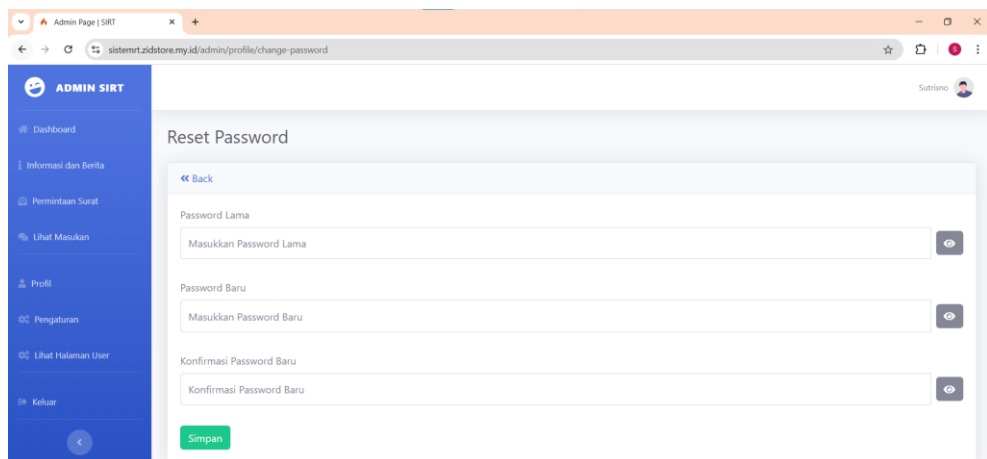 Admin Page | SIRT
sistemrt.zidstore.my.id/admin/profile/change-password
S
ADMIN SIRT
Sutrisno
Dashboard
Informasi dan Berita
Permintaan Surat
Lihat Masukan
Profil
Pengaturan
Lihat Halaman User
Keluar
Reset Password
Back
Password Lama
Masukkan Password Lama
Password Baru
Masukkan Password Baru
Konfirmasi Password Baru
Konfirmasi Password Baru
Simpan